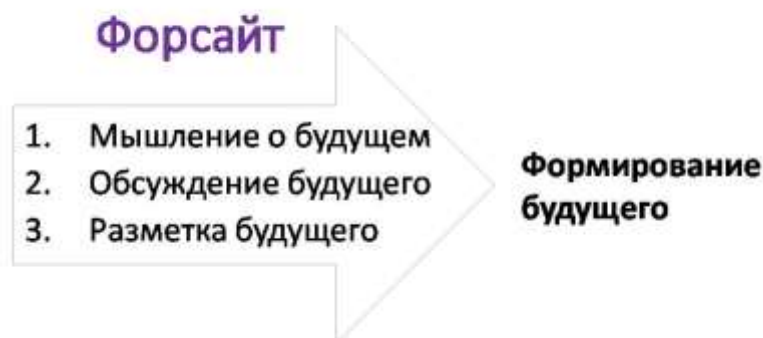 Форсайт
1. Мышление о будущем
2. Обсуждение будущего
3. Разметка будущего
Формирование
будущего